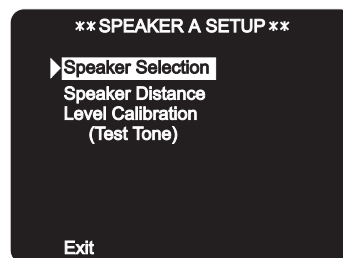 **SPEAKER A SETUP**
Speaker Selection
Speaker Distance
Level Calibration
(Test Tone)
Exit